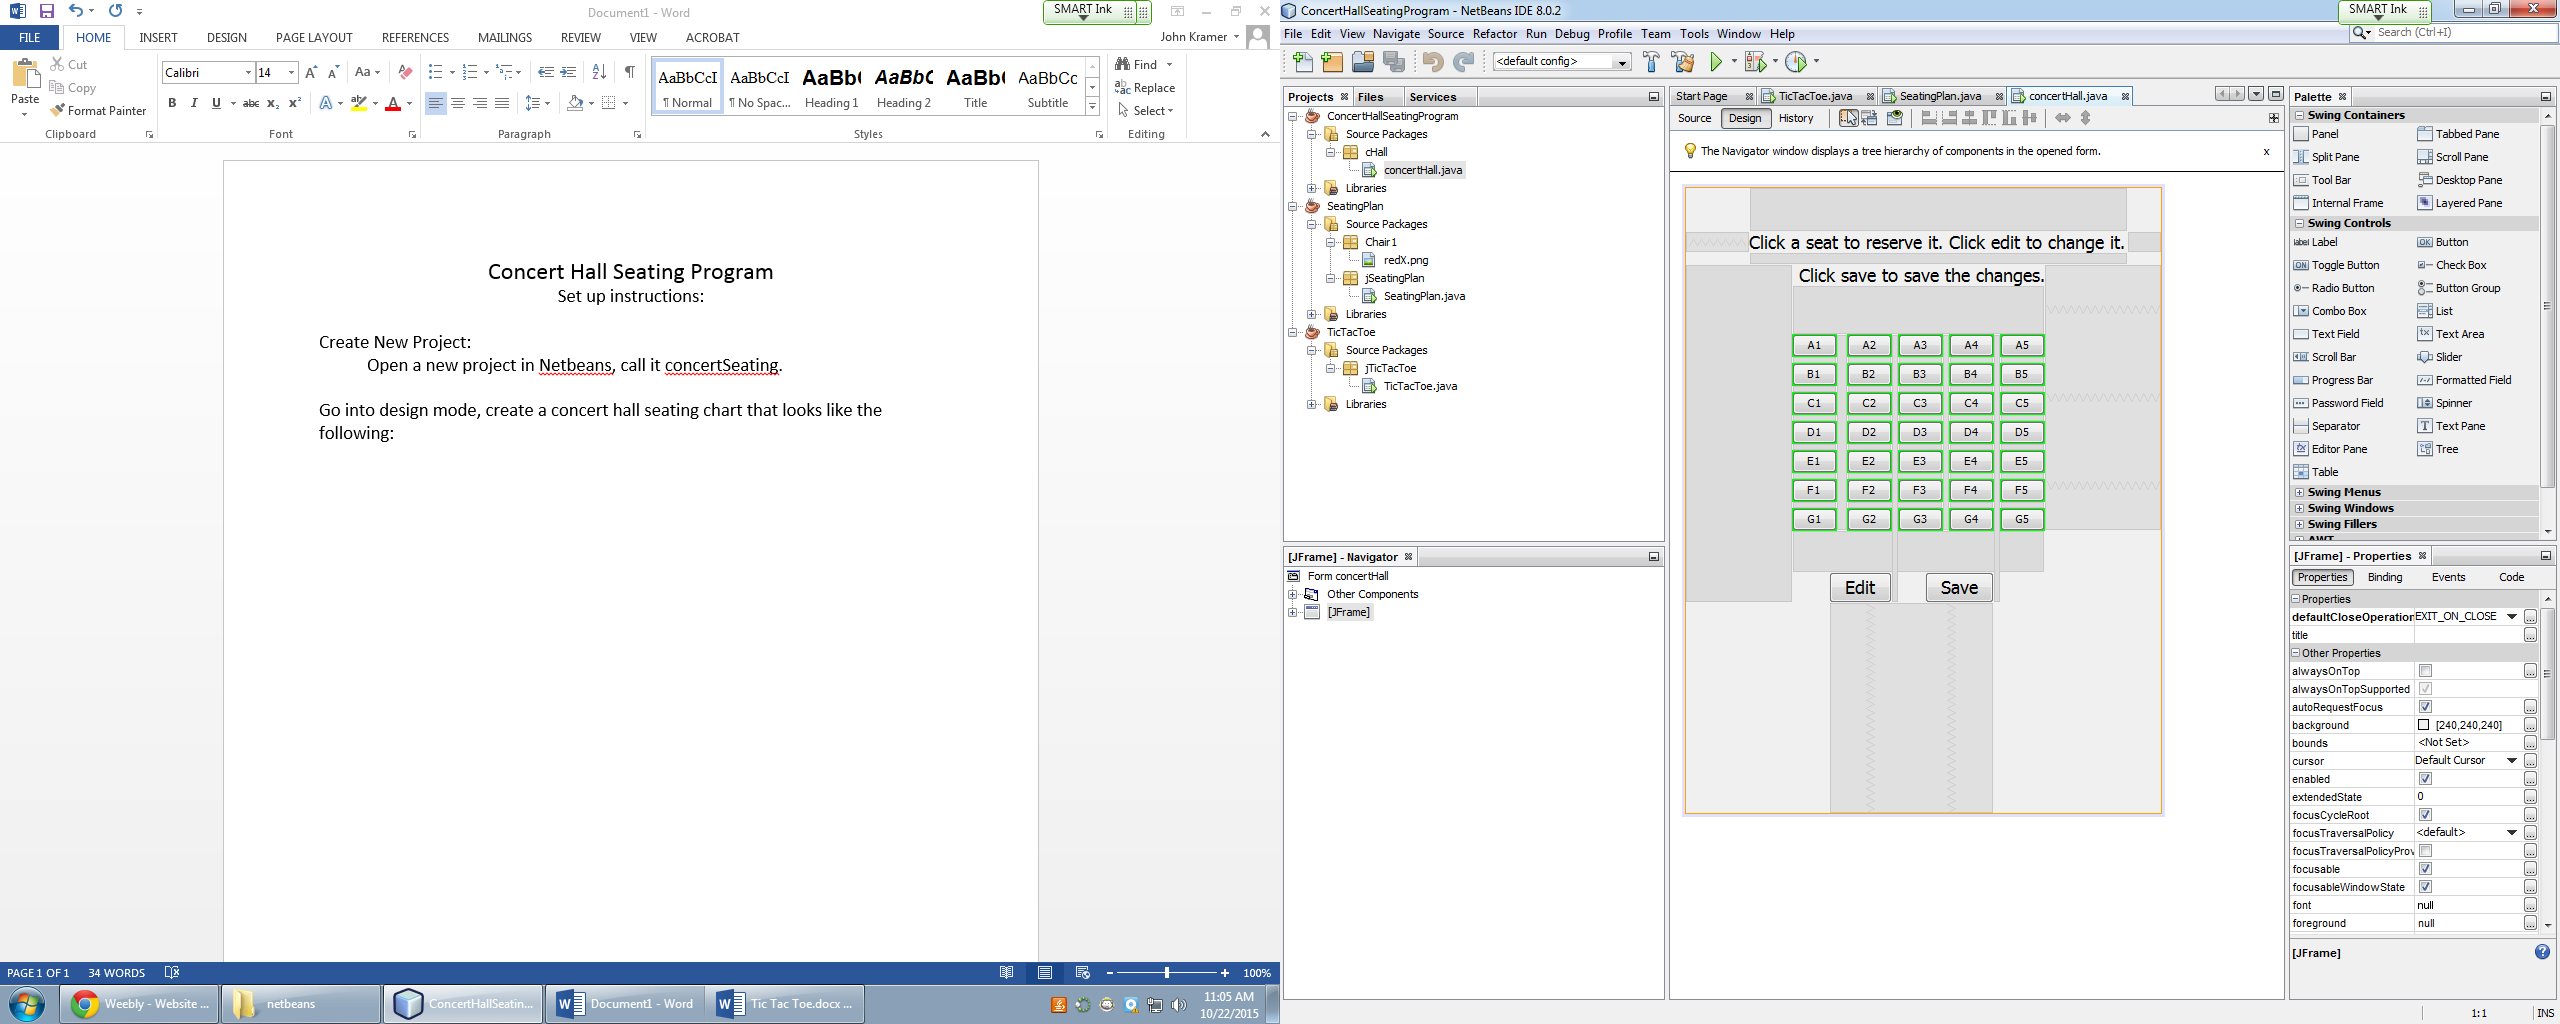 Document1 - Word
SMART Ink
FILE HOME INSERT DESIGN PAGE LAYOUT REFERENCES MAILINGS REVIEW VIEW ACROBAT
John Kramer
Paste
Cut
Copy
Format Painter
Clipboard
Calibri 14
Font
Paragraph
AaBbCcI AaBbCcI AaBb( AaBbC AaBb( AaBbCc
¶ Normal ¶ No Spac... Heading 1 Heading 2 Title Subtitle
Styles
Find
Replace
Select
Editing
Concert Hall Seating Program
Set up instructions:
Create New Project:
Open a new project in Netbeans, call it concertSeating.
Go into design mode, create a concert hall seating chart that looks like the
following:
PAGE 1 OF 1 34 WORDS
100%
Weebly - Website ...
netbeans
ConcertHallSeatin...
Document1 - Word
Tic Tac Toe.docx ...
11:05 AM
10/22/2015
ConcertHallSeatingProgram - NetBeans IDE 8.0.2
SMART Ink
File Edit View Navigate Source Refactor Run Debug Profile Team Tools Window Help
Search (Ctrl+I)
<default config>
Projects Files Services
ConcertHallSeatingProgram
Source Packages
cHall
concertHall.java
Libraries
SeatingPlan
Source Packages
Chair1
redX.png
jSeatingPlan
SeatingPlan.java
Libraries
TicTacToe
Source Packages
jTicTacToe
TicTacToe.java
Libraries
[JFrame] - Navigator
Form concertHall
Other Components
[JFrame]
Start Page TicTacToe.java SeatingPlan.java concertHall.java
Source Design History
The Navigator window displays a tree hierarchy of components in the opened form.
x
Click a seat to reserve it. Click edit to change it.
Click save to save the changes.
A1 A2 A3 A4 A5
B1 B2 B3 B4 B5
C1 C2 C3 C4 C5
D1 D2 D3 D4 D5
E1 E2 E3 E4 E5
F1 F2 F3 F4 F5
G1 G2 G3 G4 G5
Edit Save
Palette
Swing Containers
Panel Tabbed Pane
Split Pane Scroll Pane
Tool Bar Desktop Pane
Internal Frame Layered Pane
Swing Controls
Label Button
Toggle Button Check Box
Radio Button Button Group
Combo Box List
Text Field Text Area
Scroll Bar Slider
Progress Bar Formatted Field
Password Field Spinner
Separator Text Pane
Editor Pane Tree
Table
Swing Menus
Swing Windows
Swing Fillers
[JFrame] - Properties
Properties Binding Events Code
Properties
defaultCloseOperation EXIT_ON_CLOSE
title
Other Properties
alwaysOnTop
alwaysOnTopSupported
autoRequestFocus
background [240,240,240]
bounds <Not Set>
cursor Default Cursor
enabled
extendedState 0
focusCycleRoot
focusTraversalPolicy <default>
focusTraversalPolicyProv
focusable
focusableWindowState
font null
foreground null
[JFrame]
1:1 INS